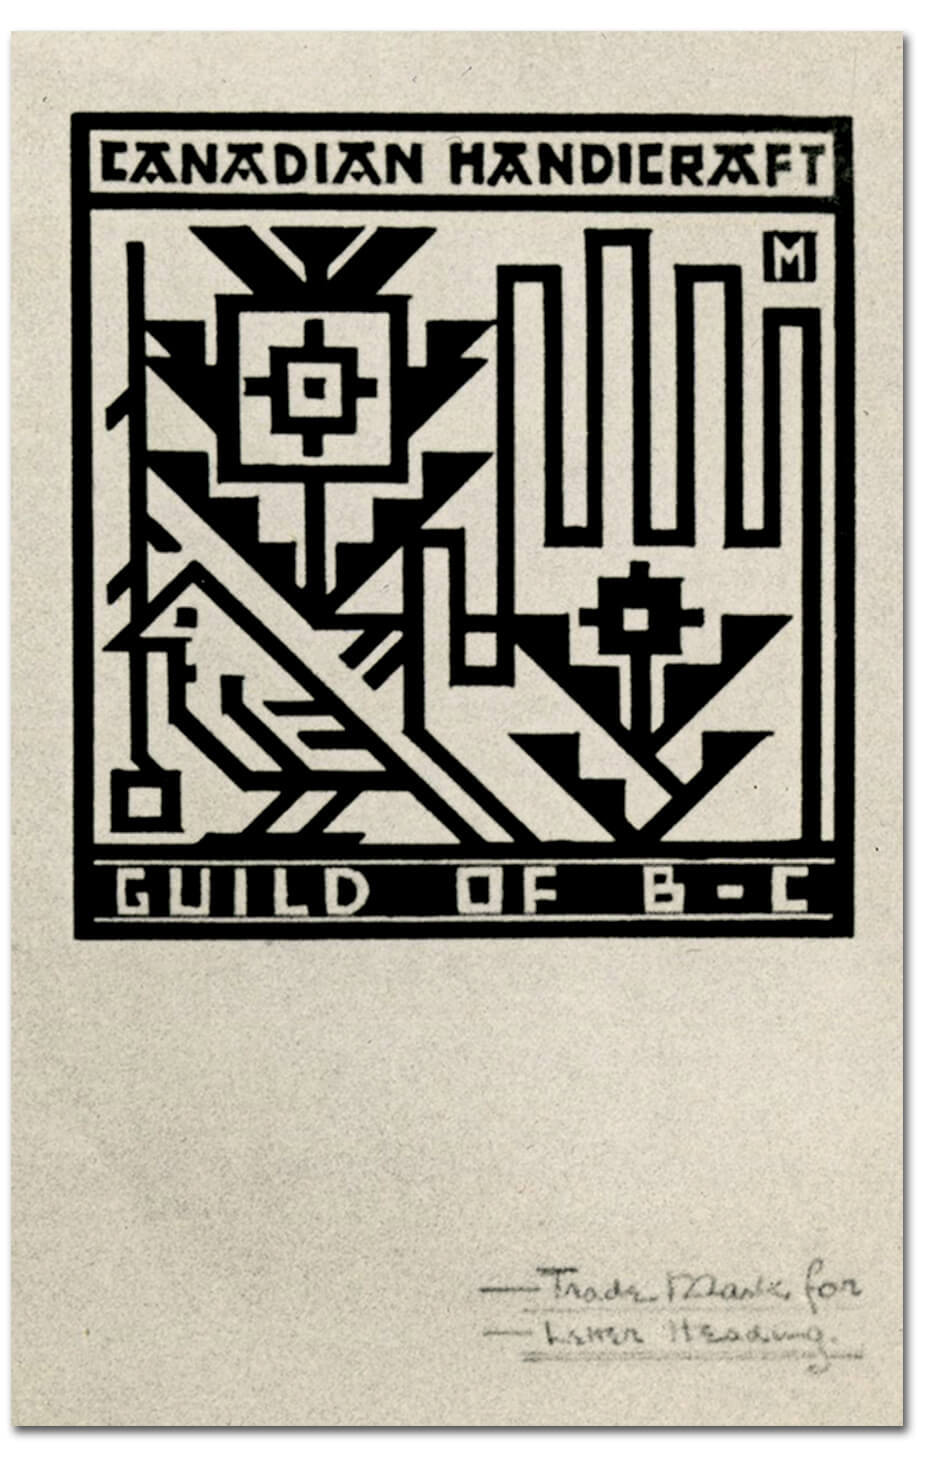 CANADIAN HANDICRAFT
M
GUILD OF B-C
— Trade Mark for
— Letter Heading.